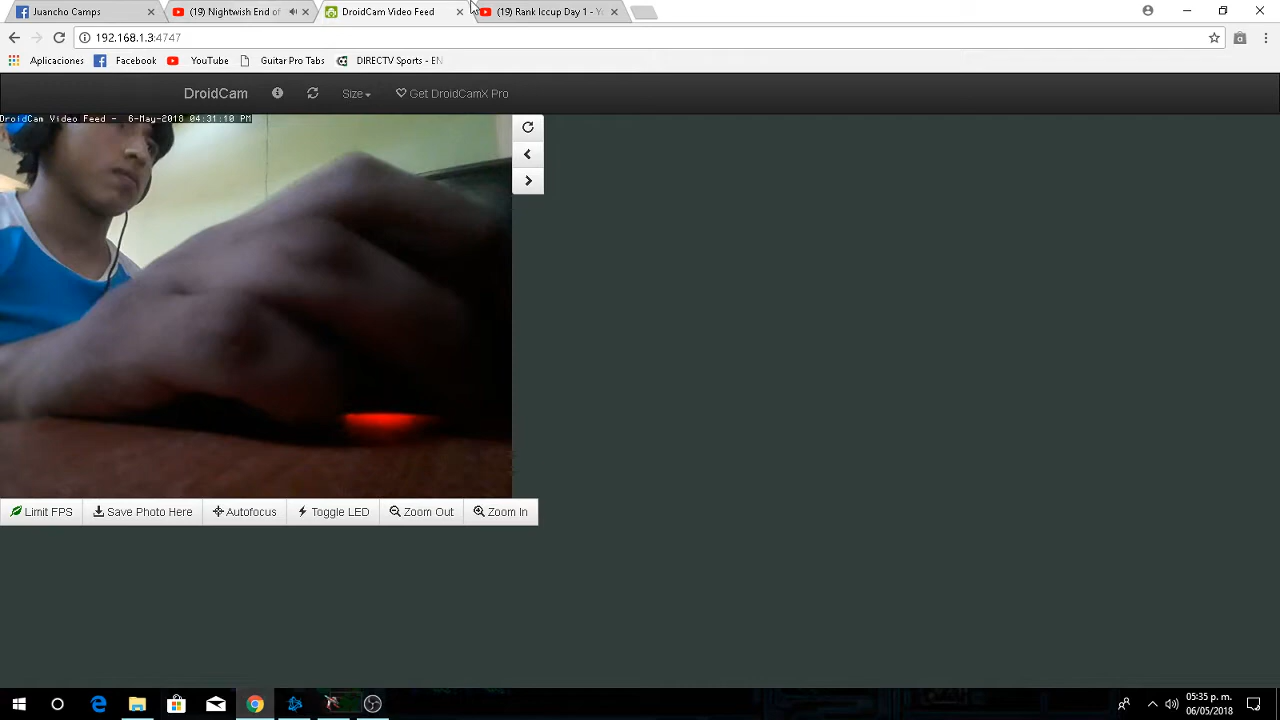 Juancho Camps
(19) Nightwish End of
DroidCam Video Feed
(19) Rank Iccup Day 1 - Yo
192.168.1.3:4747
Aplicaciones
Facebook
YouTube
Guitar Pro Tabs
DIRECTV Sports - EN
DroidCam
Size
Get DroidCamX Pro
DroidCam Video Feed - 6-May-2018 04:31:10 PM
Limit FPS
Save Photo Here
Autofocus
Toggle LED
Zoom Out
Zoom In
05:35 p. m.
06/05/2018